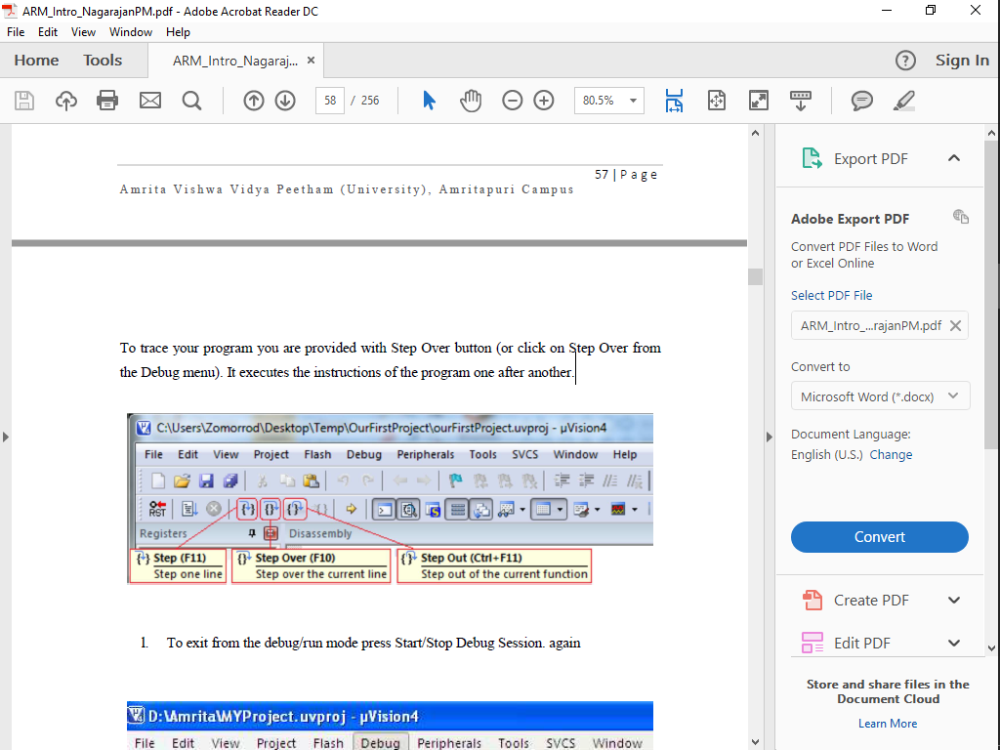 ARM_Intro_NagarajanPM.pdf - Adobe Acrobat Reader DC
File Edit View Window Help
Home Tools ARM_Intro_Nagaraj... × Sign In
58 / 256 80.5%
57 | P a g e
Amrita Vishwa Vidya Peetham (University), Amritapuri Campus
To trace your program you are provided with Step Over button (or click on Step Over from
the Debug menu). It executes the instructions of the program one after another.
C:\Users\Zomorrod\Desktop\Temp\OurFirstProject\ourFirstProject.uvproj - µVision4
File Edit View Project Flash Debug Peripherals Tools SVCS Window Help
RST
Registers Disassembly
{} Step (F11)
Step one line
{} Step Over (F10)
Step over the current line
{} Step Out (Ctrl+F11)
Step out of the current function
1. To exit from the debug/run mode press Start/Stop Debug Session. again
D:\Amrita\MYProject.uvproj - µVision4
File Edit View Project Flash Debug Peripherals Tools SVCS Window
Export PDF
Adobe Export PDF
Convert PDF Files to Word
or Excel Online
Select PDF File
ARM_Intro_...rajanPM.pdf
Convert to
Microsoft Word (*.docx)
Document Language:
English (U.S.) Change
Convert
Create PDF
Edit PDF
Store and share files in the
Document Cloud
Learn More